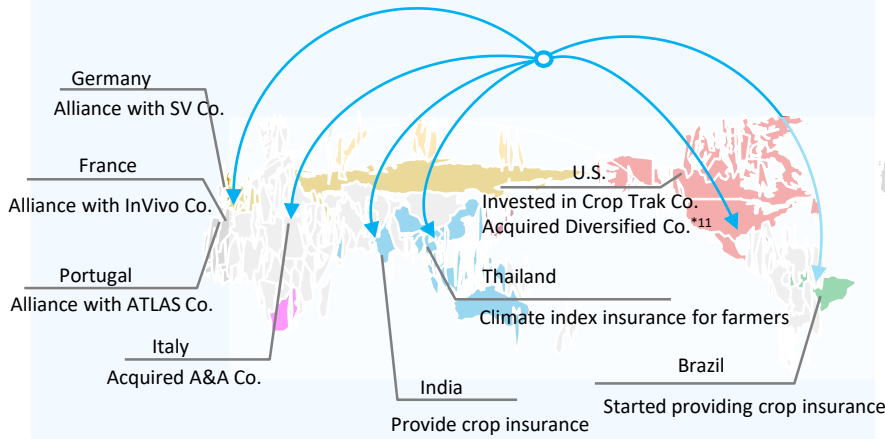 Germany
Alliance with SV Co.
France
Alliance with InVivo Co.
Portugal
Alliance with ATLAS Co.
Italy
Acquired A&A Co.
India
Provide crop insurance
U.S.
Invested in Crop Trak Co.
Acquired Diversified Co.*11
Thailand
Climate index insurance for farmers
Brazil
Started providing crop insurance